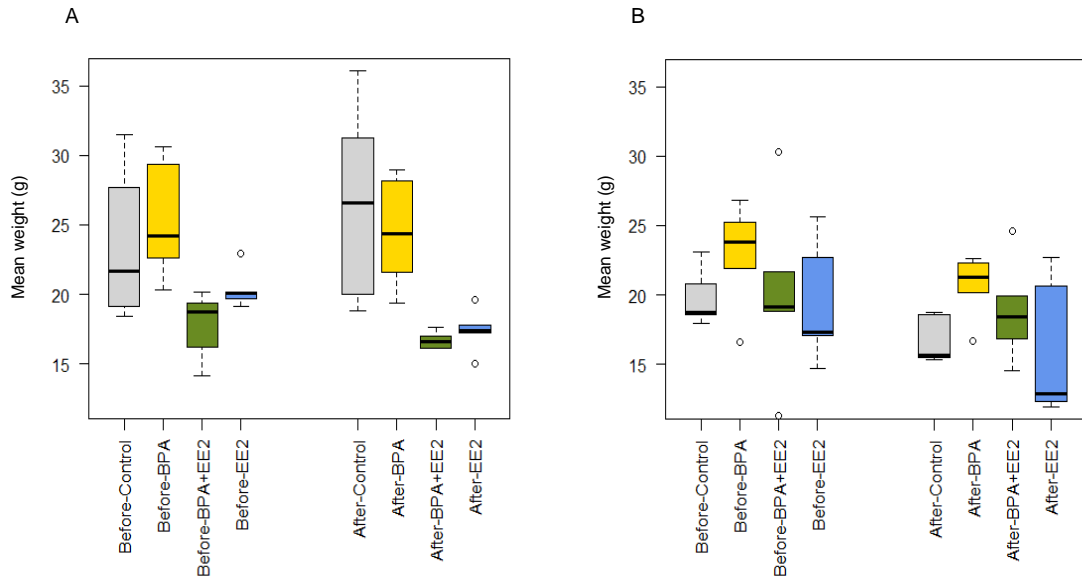 A
B
Mean weight (g)
35
30
25
20
15
Before-Control
Before-BPA
Before-BPA+EE2
Before-EE2
After-Control
After-BPA
After-BPA+EE2
After-EE2
Mean weight (g)
35
30
25
20
15
Before-Control
Before-BPA
Before-BPA+EE2
Before-EE2
After-Control
After-BPA
After-BPA+EE2
After-EE2